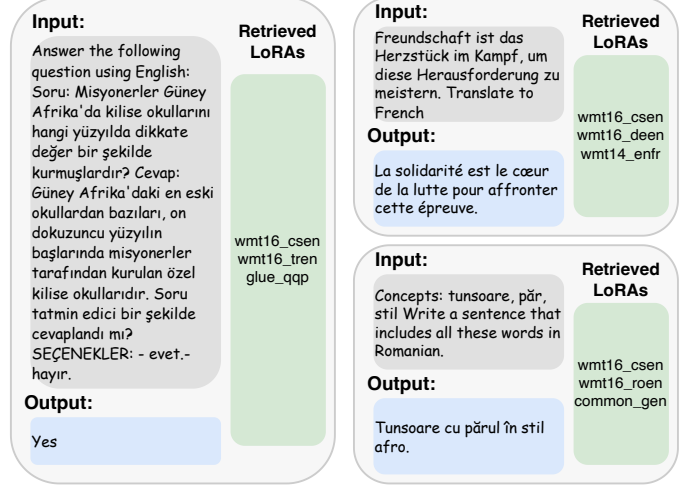 Input:
Retrieved
LoRAs
Answer the following
question using English:
Soru: Misyonerler Güney
Afrika'da kilise okullarını
hangi yüzyılda dikkate
değer bir şekilde
kurmuşlardır? Cevap:
Güney Afrika'daki en eski
okullardan bazıları, on
dokuzuncu yüzyılın
başlarında misyonerler
tarafından kurulan özel
kilise okullarıdır. Soru
tatmin edici bir şekilde
cevaplandı mı?
SEÇENEKLER: - evet.-
hayır.
wmt16_csen
wmt16_tren
glue_qqp
Output:
Yes
Input:
Retrieved
LoRAs
Freundschaft ist das
Herzstück im Kampf, um
diese Herausforderung zu
meistern. Translate to
French
wmt16_csen
wmt16_deen
wmt14_enfr
Output:
La solidarité est le cœur
de la lutte pour affronter
cette épreuve.
Input:
Retrieved
LoRAs
Concepts: tunsoare, păr,
stil Write a sentence that
includes all these words in
Romanian.
wmt16_csen
wmt16_roen
common_gen
Output:
Tunsoare cu părul în stil
afro.